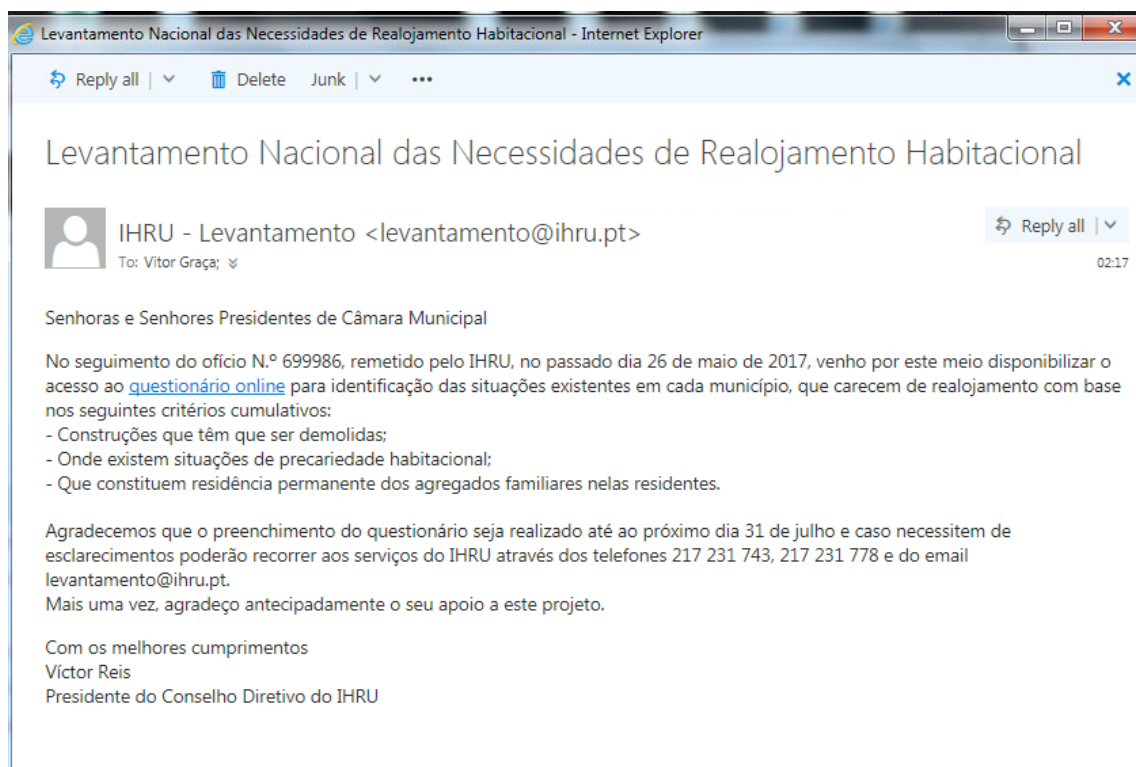 Levantamento Nacional das Necessidades de Realojamento Habitacional - Internet Explorer
Reply all | Delete Junk | •••
Levantamento Nacional das Necessidades de Realojamento Habitacional
IHRU - Levantamento <levantamento@ihru.pt>
Reply all |
To: Vitor Graça;
02:17
Senhoras e Senhores Presidentes de Câmara Municipal
No seguimento do ofício N.º 699986, remetido pelo IHRU, no passado dia 26 de maio de 2017, venho por este meio disponibilizar o
acesso ao questionário online para identificação das situações existentes em cada município, que carecem de realojamento com base
nos seguintes critérios cumulativos:
- Construções que têm que ser demolidas;
- Onde existem situações de precariedade habitacional;
- Que constituem residência permanente dos agregados familiares nelas residentes.
Agradecemos que o preenchimento do questionário seja realizado até ao próximo dia 31 de julho e caso necessitem de
esclarecimentos poderão recorrer aos serviços do IHRU através dos telefones 217 231 743, 217 231 778 e do email
levantamento@ihru.pt.
Mais uma vez, agradeço antecipadamente o seu apoio a este projeto.
Com os melhores cumprimentos
Víctor Reis
Presidente do Conselho Diretivo do IHRU